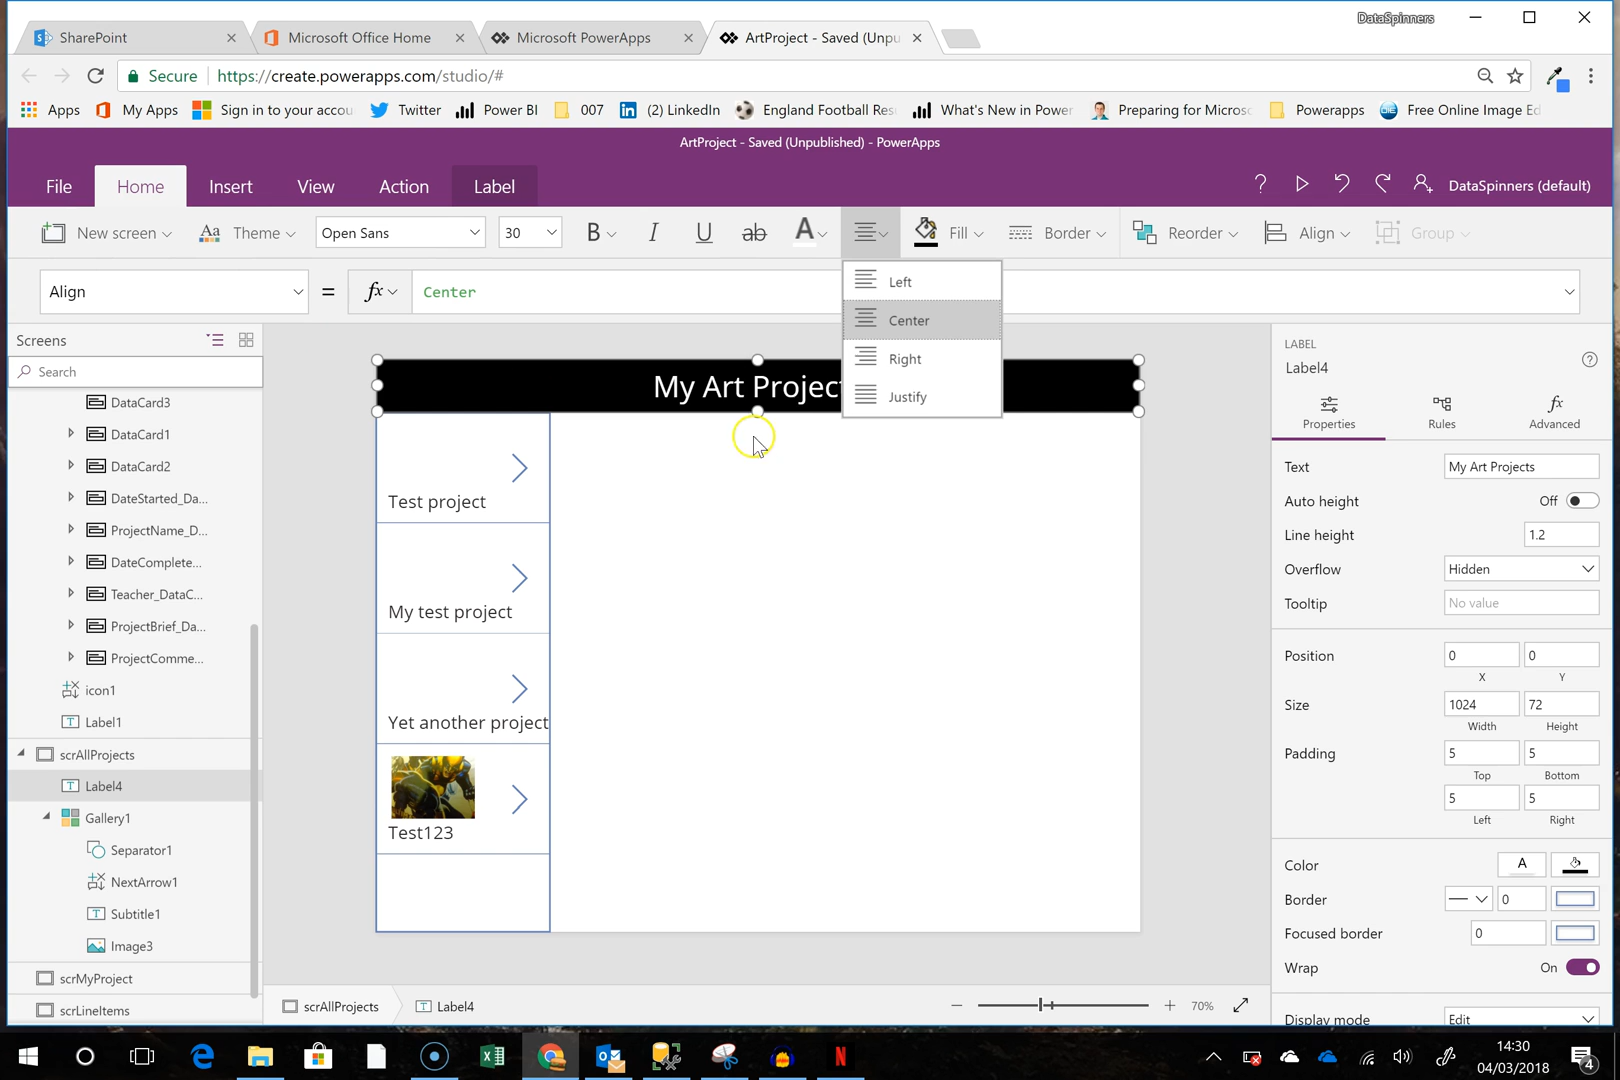 DataSpinners
SharePoint
Microsoft Office Home
Microsoft PowerApps
ArtProject - Saved (Unpu
Secure
https://create.powerapps.com/studio/#
Apps
My Apps
Sign in to your accou
Twitter
Power BI
007
(2) LinkedIn
England Football Res
What's New in Power
Preparing for Micros
Powerapps
Free Online Image Ed
ArtProject - Saved (Unpublished) - PowerApps
File
Home
Insert
View
Action
Label
?
DataSpinners (default)
New screen
Aa Theme
Open Sans
30
B
I
U
ab
A
Fill
Border
Reorder
Align
Group
Align
=
fx
Center
Left
Center
Right
Justify
Screens
Search
DataCard3
DataCard1
DataCard2
DateStarted_Da...
ProjectName_D...
DateComplete...
Teacher_DataC...
ProjectBrief_Da...
ProjectComme...
icon1
Label1
scrAllProjects
Label4
Gallery1
Separator1
NextArrow1
Subtitle1
Image3
scrMyProject
scrLineItems
My Art Project
Test project
My test project
Yet another project
Test123
scrAllProjects
Label4
70%
LABEL
Label4
?
Properties
Rules
fx
Advanced
Text
My Art Projects
Auto height
Off
Line height
1.2
Overflow
Hidden
Tooltip
No value
Position
0
0
X
Y
Size
1024
72
Width
Height
Padding
5
5
Top
Bottom
5
5
Left
Right
Color
A
Border
0
Focused border
0
Wrap
On
Display mode
Edit
14:30
04/03/2018
4